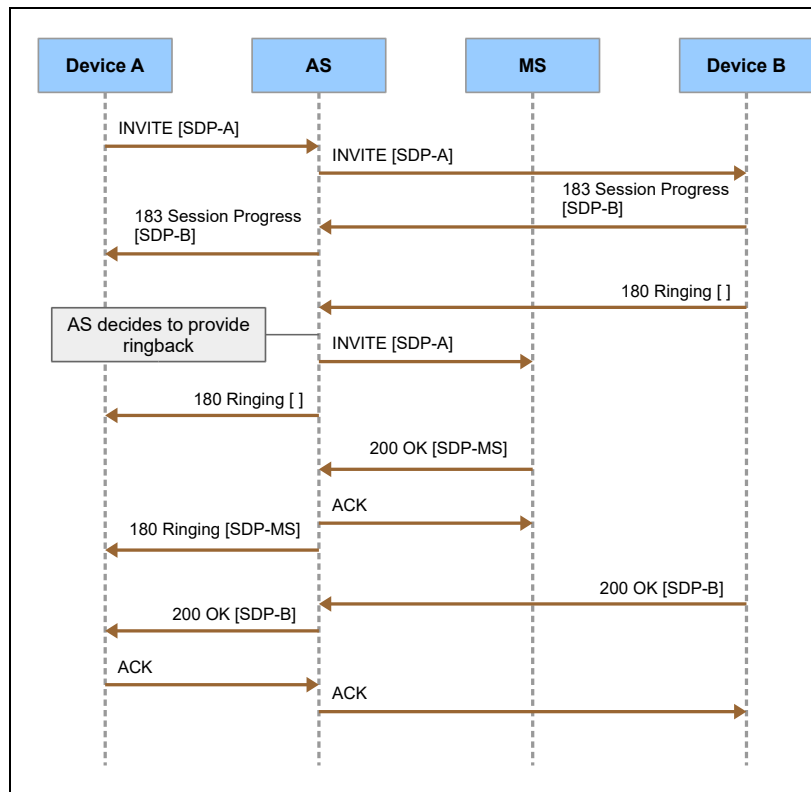 Device A
AS
MS
Device B
INVITE [SDP-A]
INVITE [SDP-A]
183 Session Progress
[SDP-B]
183 Session Progress
[SDP-B]
180 Ringing [ ]
AS decides to provide
ringback
INVITE [SDP-A]
180 Ringing [ ]
200 OK [SDP-MS]
ACK
180 Ringing [SDP-MS]
200 OK [SDP-B]
200 OK [SDP-B]
ACK
ACK